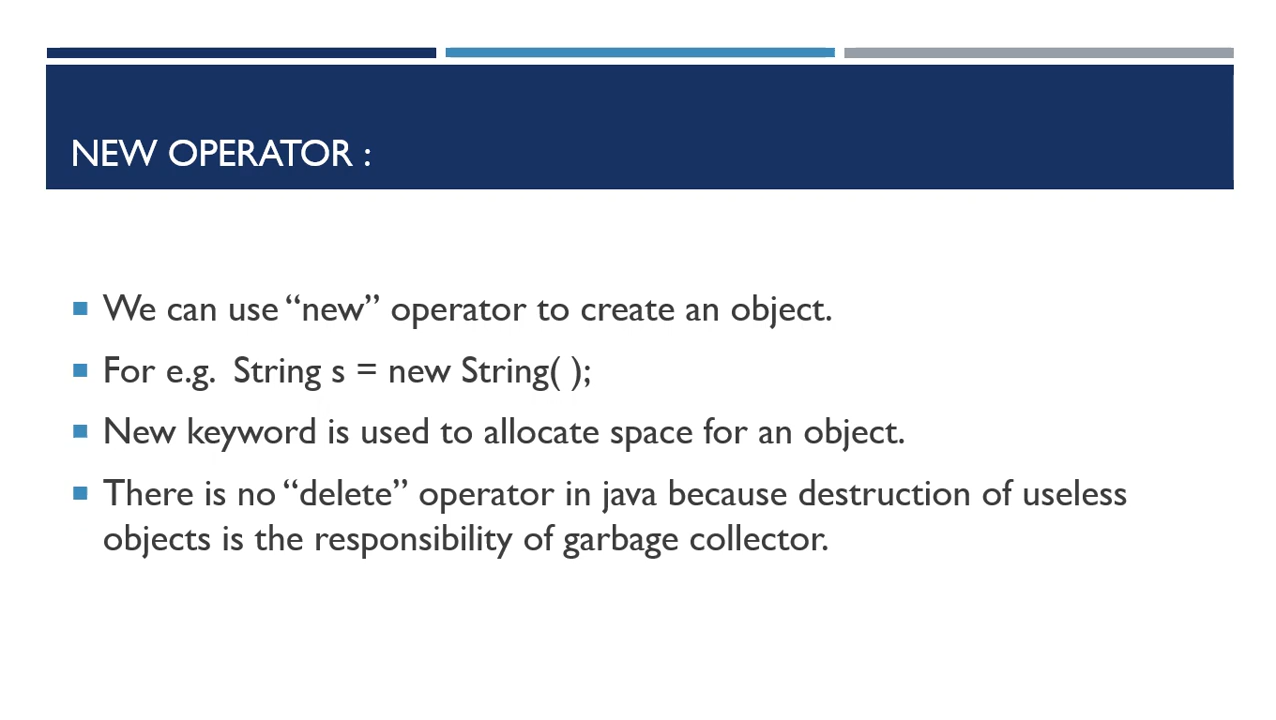 NEW OPERATOR :
We can use “new” operator to create an object.
For e.g.  String s = new String( );
New keyword is used to allocate space for an object.
There is no “delete” operator in java because destruction of useless
objects is the responsibility of garbage collector.